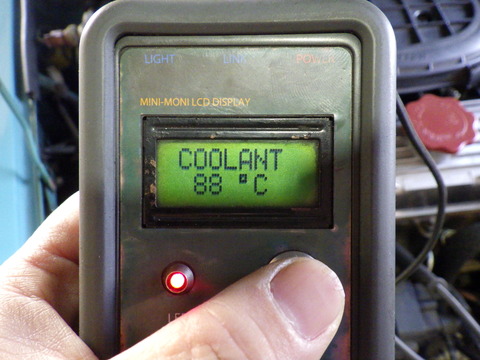 LIGHT LINK POWER
MINI-MONI LCD DISPLAY
COOLANT
88 °C